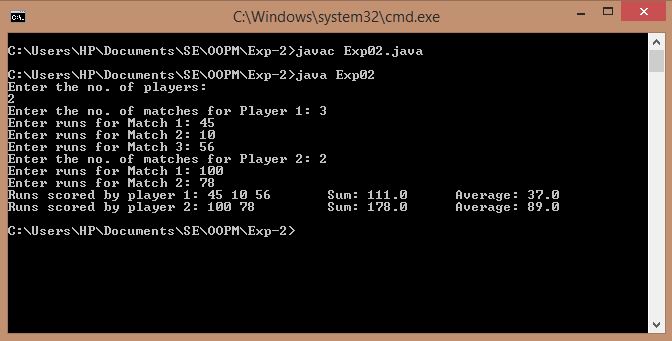 C:\Windows\system32\cmd.exe
C:\Users\HP\Documents\SE\OOPM\Exp-2>javac Exp02.java
C:\Users\HP\Documents\SE\OOPM\Exp-2>java Exp02
Enter the no. of players:
2
Enter the no. of matches for Player 1: 3
Enter runs for Match 1: 45
Enter runs for Match 2: 10
Enter runs for Match 3: 56
Enter the no. of matches for Player 2: 2
Enter runs for Match 1: 100
Enter runs for Match 2: 78
Runs scored by player 1: 45 10 56 Sum: 111.0 Average: 37.0
Runs scored by player 2: 100 78 Sum: 178.0 Average: 89.0
C:\Users\HP\Documents\SE\OOPM\Exp-2>